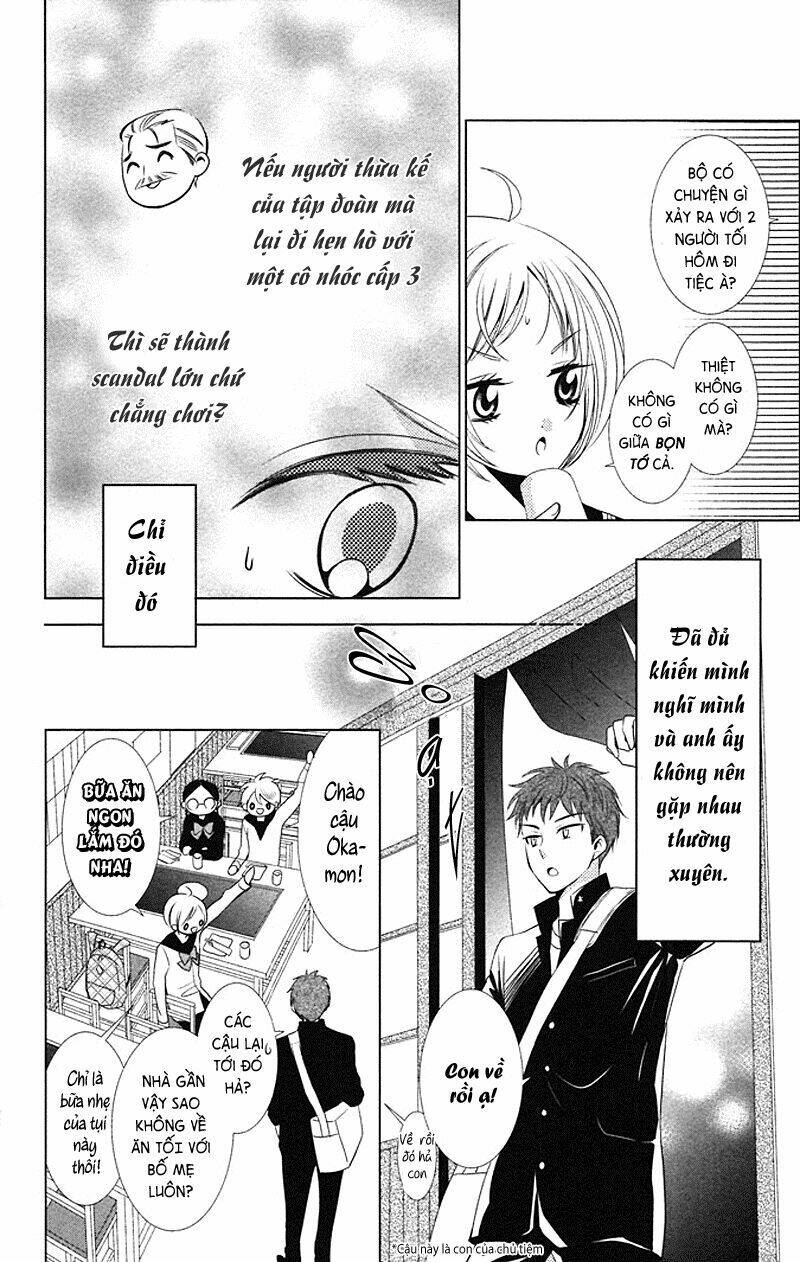 BỘ CÓ
CHUYỆN GÌ
XẢY RA VỚI 2
NGƯỜI TỐI
HÔM ĐI
TIỆC À?
THIỆT
KHÔNG
CÓ GÌ
MÀ?
KHÔNG
CÓ GÌ
GIỮA BỌN
TỚ CẢ.
Nếu người thừa kế
của tập đoàn mà
lại đi hẹn hò với
một cô nhóc cấp 3
Thì sẽ thành
scandal lớn chứ
chẳng chơi?
Chỉ
điều
đó
Đã đủ
khiến mình
nghĩ mình
và anh ấy
không nên
gặp nhau
thường
xuyên.
Con về
rồi ạ!
Về rồi
đó hả
con
Chào
cậu
Oka-
mon!
BỮA ĂN
NGON
LẮM ĐÓ
NHA!
CÁC
CẬU LẠI
TỚI ĐÓ
HẢ?
NHÀ GẦN
VẬY SAO
KHÔNG VỀ
ĂN TỐI VỚI
BỐ MẸ
LUÔN?
Chỉ là
bữa nhẹ
của tụi
này
thôi!
*Cậu này là con của chủ tiệm